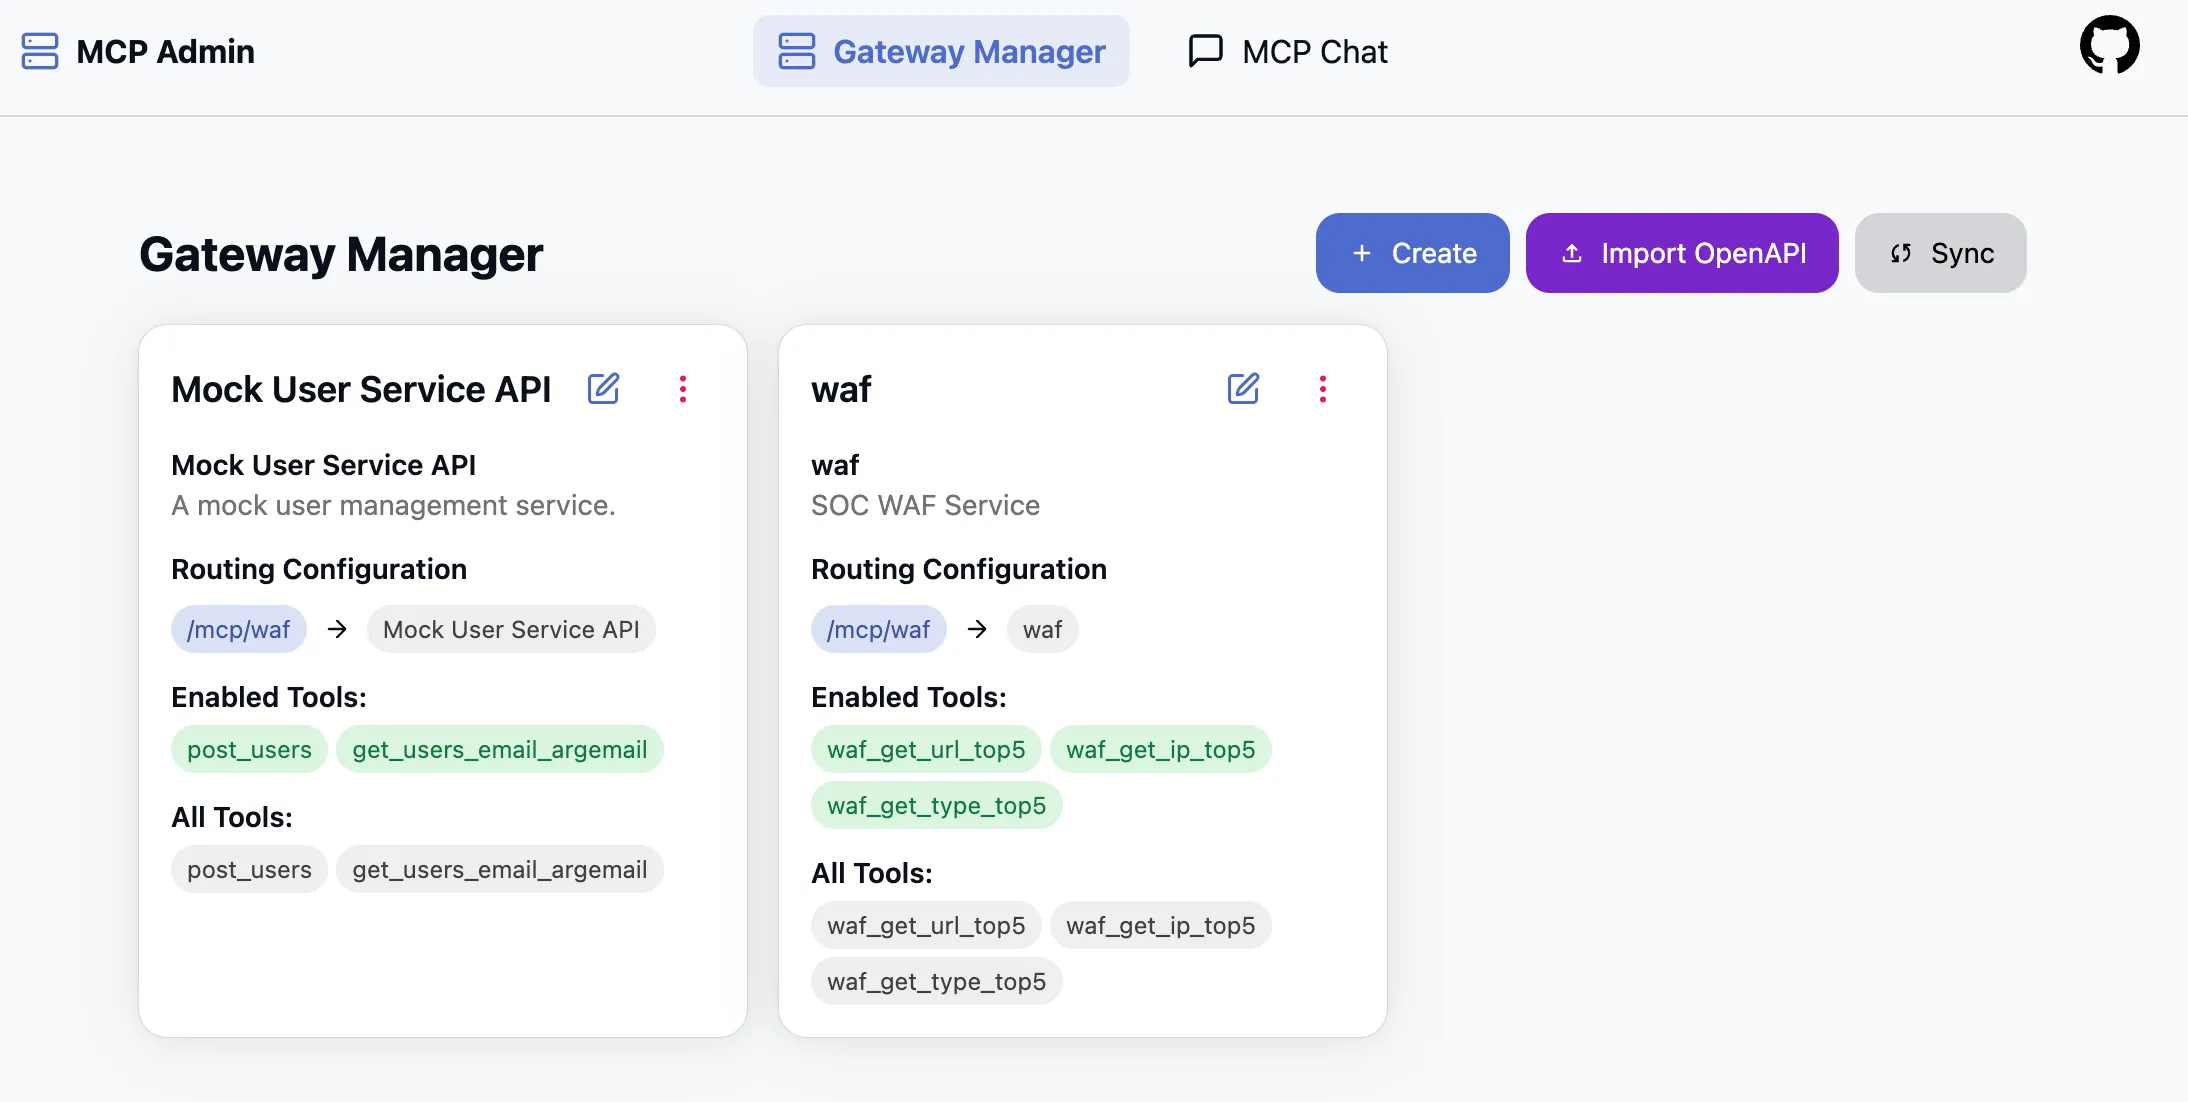 MCP Admin
Gateway Manager
MCP Chat
Gateway Manager
+ Create
Import OpenAPI
Sync
Mock User Service API
Mock User Service API
A mock user management service.
Routing Configuration
/mcp/waf → Mock User Service API
Enabled Tools:
post_users get_users_email_argemail
All Tools:
post_users get_users_email_argemail
waf
waf
SOC WAF Service
Routing Configuration
/mcp/waf → waf
Enabled Tools:
waf_get_url_top5 waf_get_ip_top5
waf_get_type_top5
All Tools:
waf_get_url_top5 waf_get_ip_top5
waf_get_type_top5